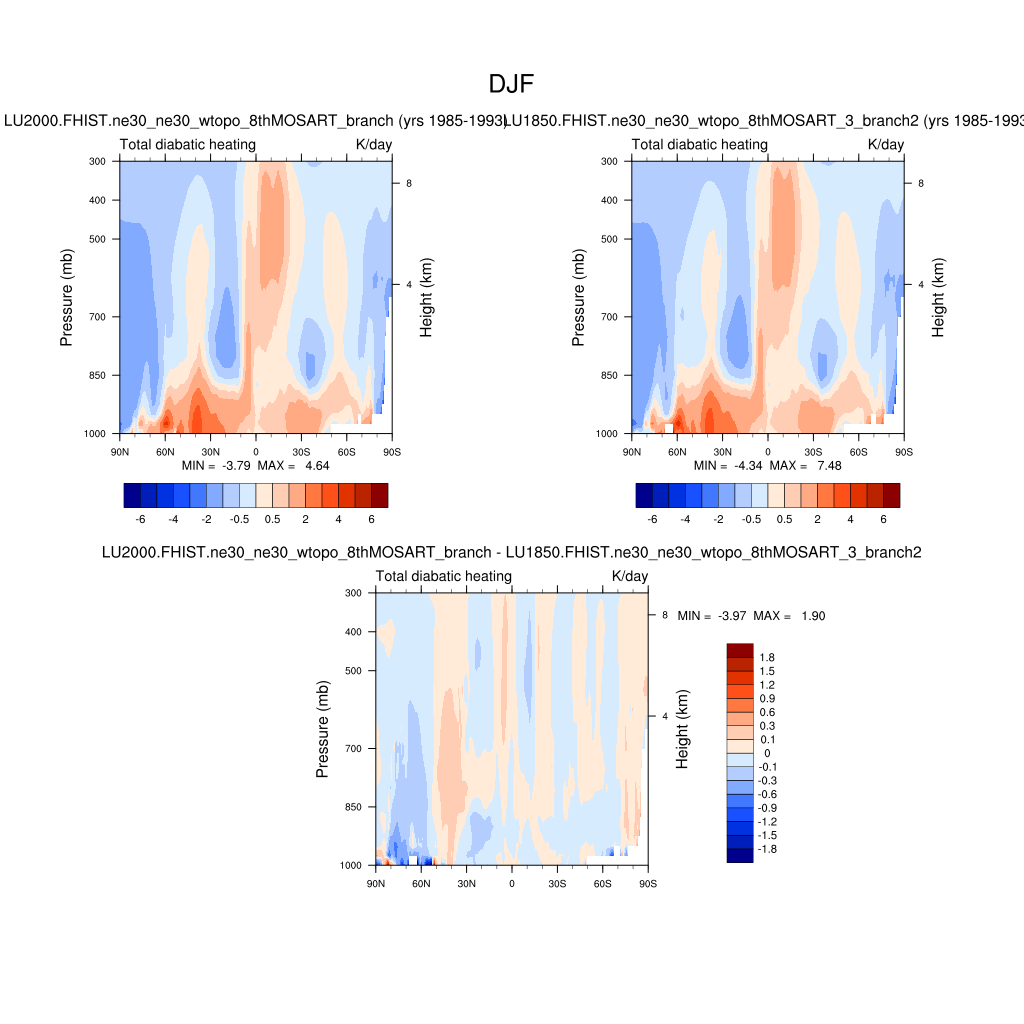 DJF
LU2000.FHIST.ne30_ne30_wtopo_8thMOSART_branch (yrs 1985-1993)
LU1850.FHIST.ne30_ne30_wtopo_8thMOSART_3_branch2 (yrs 1985-1993
Total diabatic heating K/day
Total diabatic heating K/day
300
400
500
700
850
1000
Pressure (mb)
8
4
Height (km)
90N 60N 30N 0 30S 60S 90S
MIN = -3.79 MAX = 4.64
-6 -4 -2 -0.5 0.5 2 4 6
300
400
500
700
850
1000
Pressure (mb)
8
4
Height (km)
90N 60N 30N 0 30S 60S 90S
MIN = -4.34 MAX = 7.48
-6 -4 -2 -0.5 0.5 2 4 6
LU2000.FHIST.ne30_ne30_wtopo_8thMOSART_branch - LU1850.FHIST.ne30_ne30_wtopo_8thMOSART_3_branch2
Total diabatic heating K/day
300
400
500
700
850
1000
Pressure (mb)
8
4
Height (km)
90N 60N 30N 0 30S 60S 90S
MIN = -3.97 MAX = 1.90
1.8
1.5
1.2
0.9
0.6
0.3
0.1
0
-0.1
-0.3
-0.6
-0.9
-1.2
-1.5
-1.8